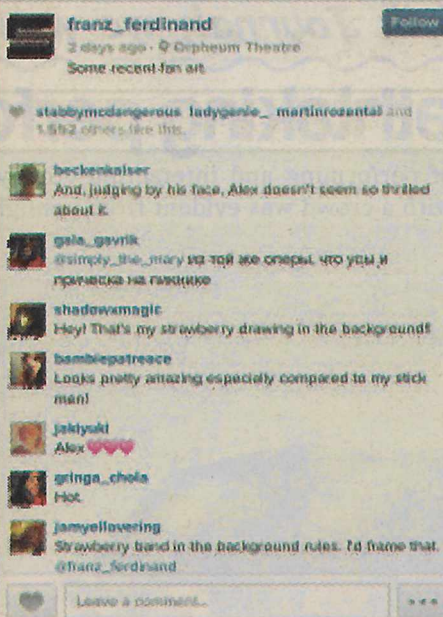 franz_ferdinand
Follow
2 days ago · Orpheum Theatre
Some recent fan art.
stabbymcdangerous ladygenie_ martinrozental and
1,552 others like this.
beckenkaiser
And, judging by his face, Alex doesn't seem so thrilled
about it.
gala_gavrik
@simply_the_mary из той же оперы, что усы и
прическа на пикнике
shadowxmagic
Hey! That's my strawberry drawing in the background!!
bambiepatreace
Looks pretty amazing especially compared to my stick
men!
jakiyuki
Alex
gringa_chola
Hot.
jamyellovering
Strawberry band in the background rules. I'd frame that.
@franz_ferdinand
Leave a comment...